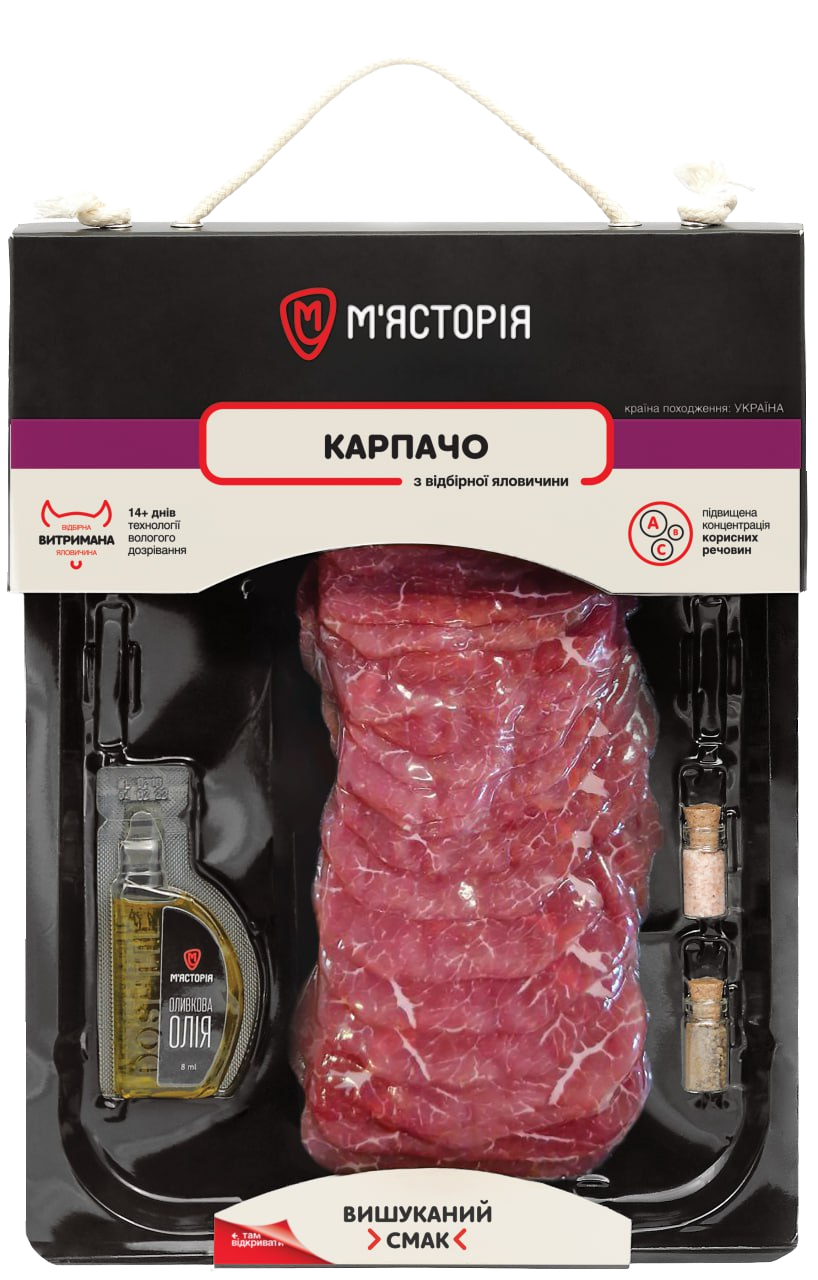 М'ЯСТОРІЯ
країна походження: УКРАЇНА
КАРПАЧО
з відбірної яловичини
ВІДБІРНА
ВИТРИМАНА
ЯЛОВИЧИНА
14+ днів
технології
вологого
дозрівання
A
B
C
підвищена
концентрація
корисних
речовин
М'ЯСТОРІЯ
ОЛИВКОВА
ОЛІЯ
8 ml
там
відкривати
ВИШУКАНИЙ
СМАК